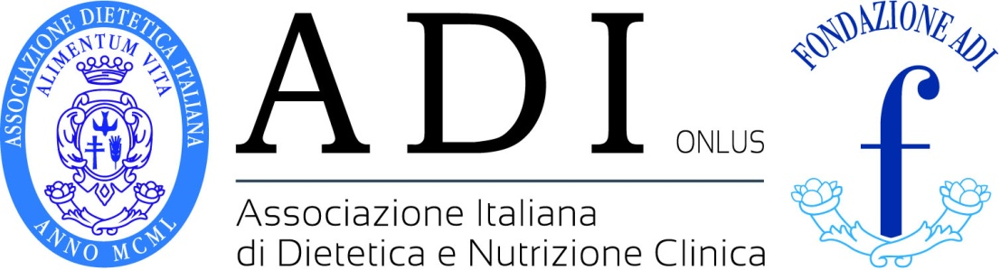 ASSOCIAZIONE DIETETICA ITALIANA
ALIMENTUM VITA
ANNO MCML
ADI ONLUS
Associazione Italiana
di Dietetica e Nutrizione Clinica
FONDAZIONE ADI
f